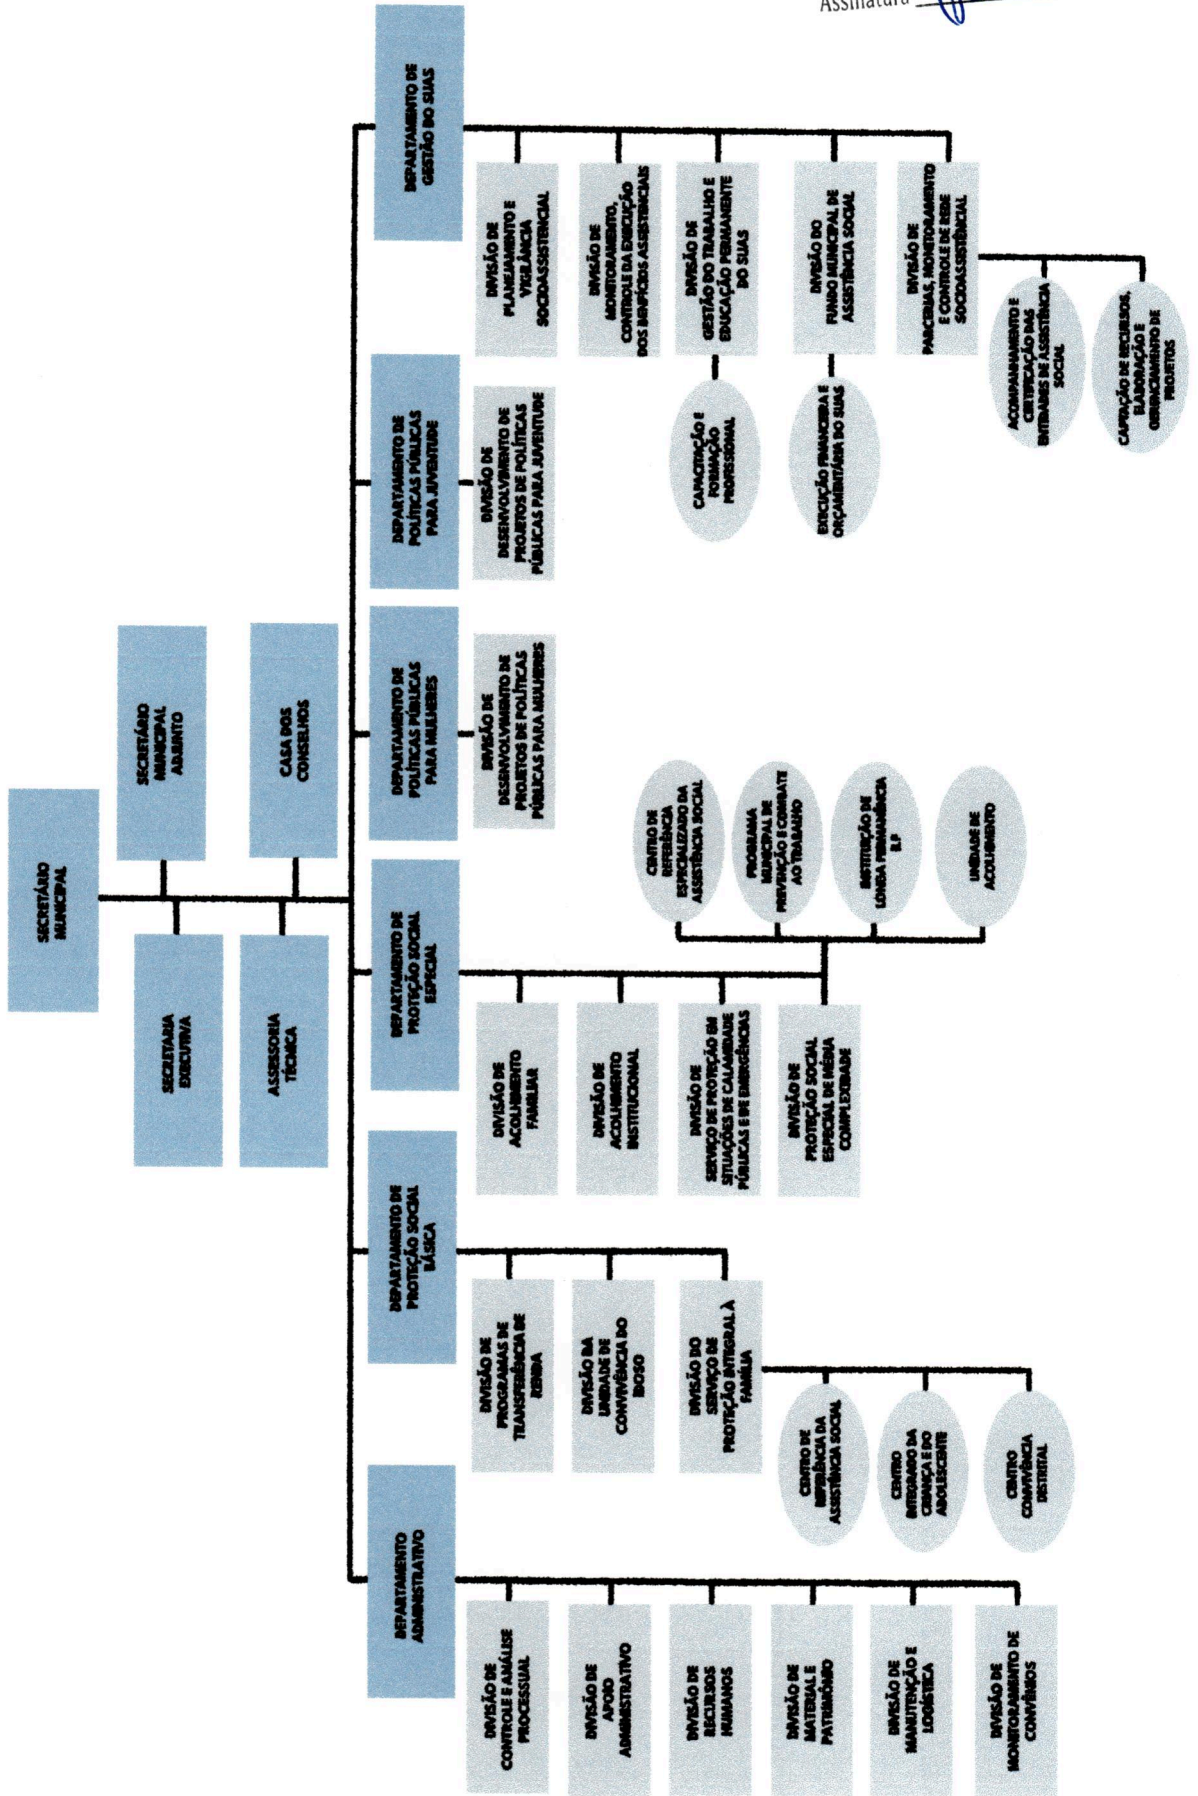 Assinatura
SECRETÁRIO
MUNICIPAL
SECRETARIA
EXECUTIVA
SECRETÁRIO
MUNICIPAL
ADJUNTO
ASSESSORIA
TÉCNICA
CASA DOS
CONSELHOS
DEPARTAMENTO
ADMINISTRATIVO
DIVISÃO DE
CONTROLE E ANÁLISE
PROCESSUAL
DIVISÃO DE
APOIO
ADMINISTRATIVO
DIVISÃO DE
RECURSOS
HUMANOS
DIVISÃO DE
MATERIAL E
PATRIMÔNIO
DIVISÃO DE
MANUTENÇÃO E
LOGÍSTICA
DIVISÃO DE
MONITORAMENTO DE
CONVÊNIOS
DEPARTAMENTO DE
PROTEÇÃO SOCIAL
BÁSICA
DIVISÃO DE
PROGRAMAS DE
TRANSFERÊNCIA DE
RENDA
DIVISÃO DA
UNIDADE DE
CONVIVÊNCIA DO
IDOSO
DIVISÃO DO
SERVIÇO DE
PROTEÇÃO INTEGRAL À
FAMÍLIA
CENTRO DE
REFERÊNCIA DA
ASSISTÊNCIA SOCIAL
CENTRO
INTEGRADO DA
CRIANÇA E DO
ADOLESCENTE
CENTRO
CONVIVÊNCIA
DISTRITAL
DEPARTAMENTO DE
PROTEÇÃO SOCIAL
ESPECIAL
DIVISÃO DE
ACOLHIMENTO
FAMILIAR
DIVISÃO DE
ACOLHIMENTO
INSTITUCIONAL
DIVISÃO DE
SERVIÇO DE PROTEÇÃO EM
SITUAÇÕES DE CALAMIDADE
PÚBLICAS E DE EMERGÊNCIAS
DIVISÃO DE
PROTEÇÃO SOCIAL
ESPECIAL DE MÉDIA
COMPLEXIDADE
CENTRO DE
REFERÊNCIA
ESPECIALIZADO DA
ASSISTÊNCIA SOCIAL
PROGRAMA
MUNICIPAL DE
PREVENÇÃO E COMBATE
AO TRABALHO
INSTITUIÇÃO DE
LONGA PERMANÊNCIA
UNIDADE DE
ACOLHIMENTO
DEPARTAMENTO DE
POLÍTICAS PÚBLICAS
PARA MULHERES
DIVISÃO DE
DESENVOLVIMENTO DE
PROJETOS DE POLÍTICAS
PÚBLICAS PARA MULHERES
DEPARTAMENTO DE
POLÍTICAS PÚBLICAS
PARA JUVENTUDE
DIVISÃO DE
DESENVOLVIMENTO DE
PROJETOS DE POLÍTICAS
PÚBLICAS PARA JUVENTUDE
DEPARTAMENTO DE
GESTÃO DO SUAS
DIVISÃO DE
PLANEJAMENTO E
VIGILÂNCIA
SOCIOASSISTENCIAL
DIVISÃO DE
MONITORAMENTO,
CONTROLE DA EXECUÇÃO
DOS BENIFÍCIOS ASSISTENCIAIS
DIVISÃO DE
GESTÃO DO TRABALHO E
EDUCAÇÃO PERMANENTE
DO SUAS
CAPACITAÇÃO E
FORMAÇÃO
PROFISSIONAL
DIVISÃO DO
FUNDO MUNICIPAL DE
ASSISTÊNCIA SOCIAL
EXECUÇÃO FINANCEIRA E
ORÇAMENTÁRIA DO SUAS
DIVISÃO DE
PARCERIAS, MONITORAMENTO
E CONTROLE DE REDE
SOCIOASSISTÊNCIAL
ACOMPANHAMENTO E
CERTIFICAÇÃO DAS
ENTIDADES DE ASSISTÊNCIA
SOCIAL
CAPTAÇÃO DE RECURSOS,
ELABORAÇÃO E
GERENCIAMENTO DE
PROJETOS